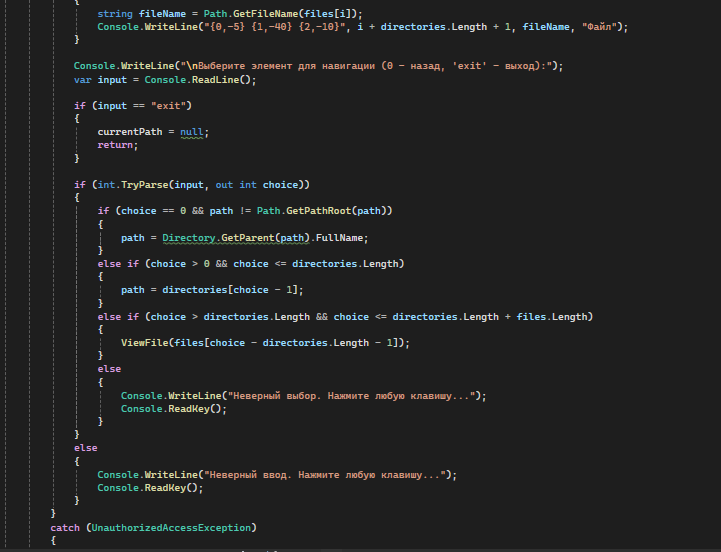 {
string fileName = Path.GetFileName(files[i]);
Console.WriteLine("{0,-5} {1,-40} {2,-10}", i + directories.Length + 1, fileName, "Файл");
}
Console.WriteLine("\nВыберите элемент для навигации (0 - назад, 'exit' - выход):");
var input = Console.ReadLine();
if (input == "exit")
{
currentPath = null;
return;
}
if (int.TryParse(input, out int choice))
{
if (choice == 0 && path != Path.GetPathRoot(path))
{
path = Directory.GetParent(path).FullName;
}
else if (choice > 0 && choice <= directories.Length)
{
path = directories[choice - 1];
}
else if (choice > directories.Length && choice <= directories.Length + files.Length)
{
ViewFile(files[choice - directories.Length - 1]);
}
else
{
Console.WriteLine("Неверный выбор. Нажмите любую клавишу...");
Console.ReadKey();
}
}
else
{
Console.WriteLine("Неверный ввод. Нажмите любую клавишу...");
Console.ReadKey();
}
}
catch (UnauthorizedAccessException)
{